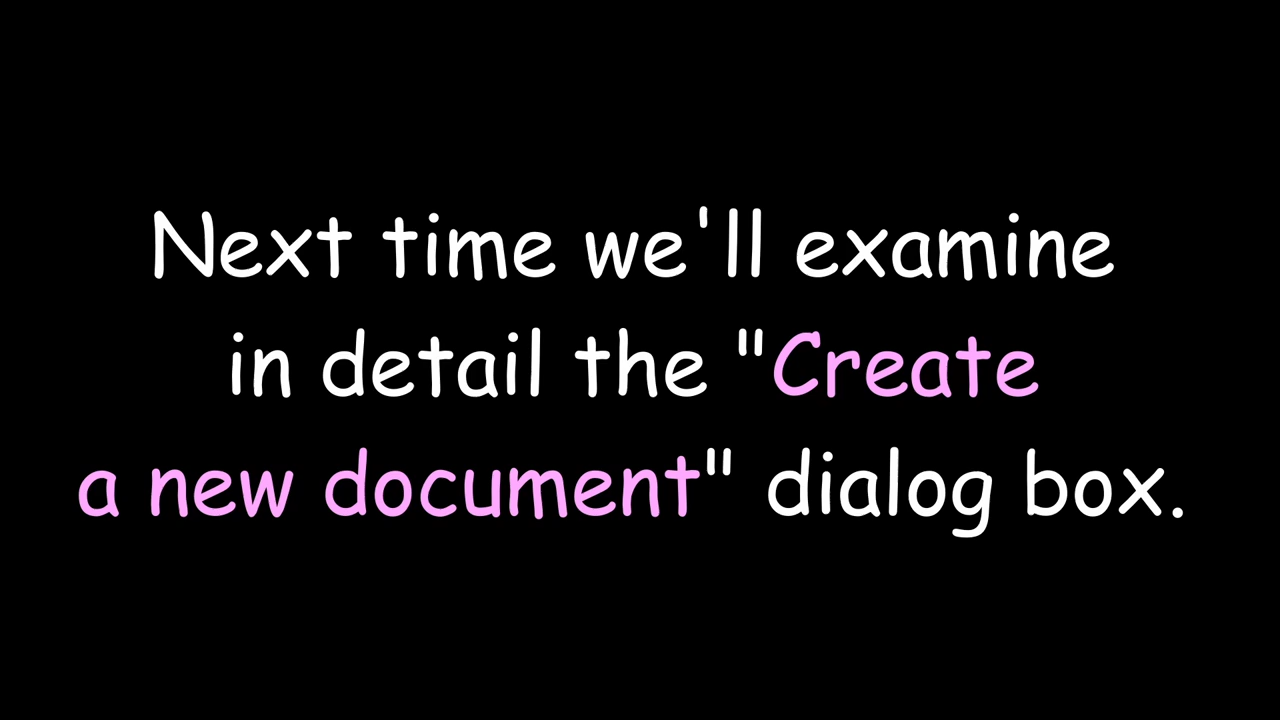 Next time we'll examine
in detail the "Create
a new document" dialog box.